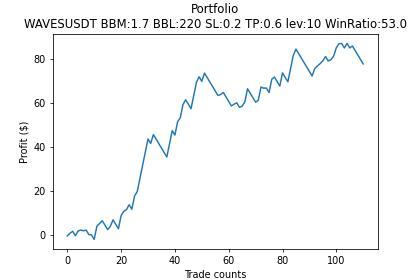 Portfolio
WAVESUSDT BBM:1.7 BBL:220 SL:0.2 TP:0.6 lev:10 WinRatio:53.0
80
60
40
20
0
Profit ($)
0 20 40 60 80 100
Trade counts